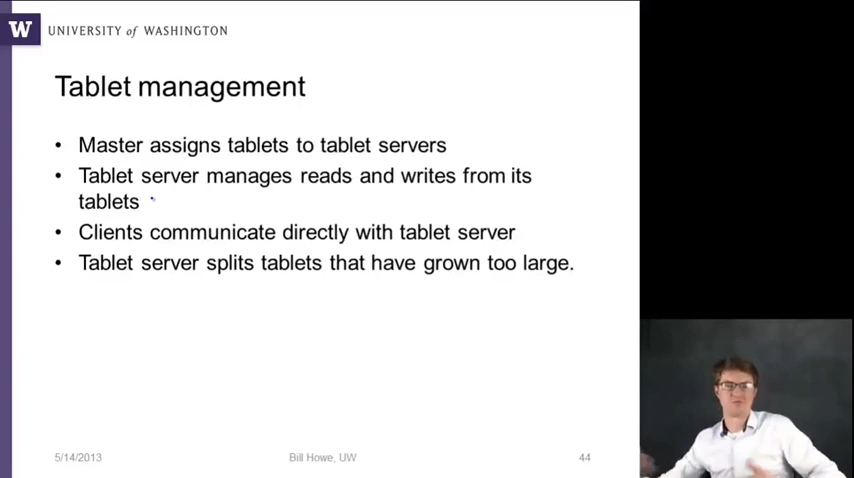 W UNIVERSITY of WASHINGTON
Tablet management
• Master assigns tablets to tablet servers
• Tablet server manages reads and writes from its
tablets
• Clients communicate directly with tablet server
• Tablet server splits tablets that have grown too large.
5/14/2013 Bill Howe, UW 44